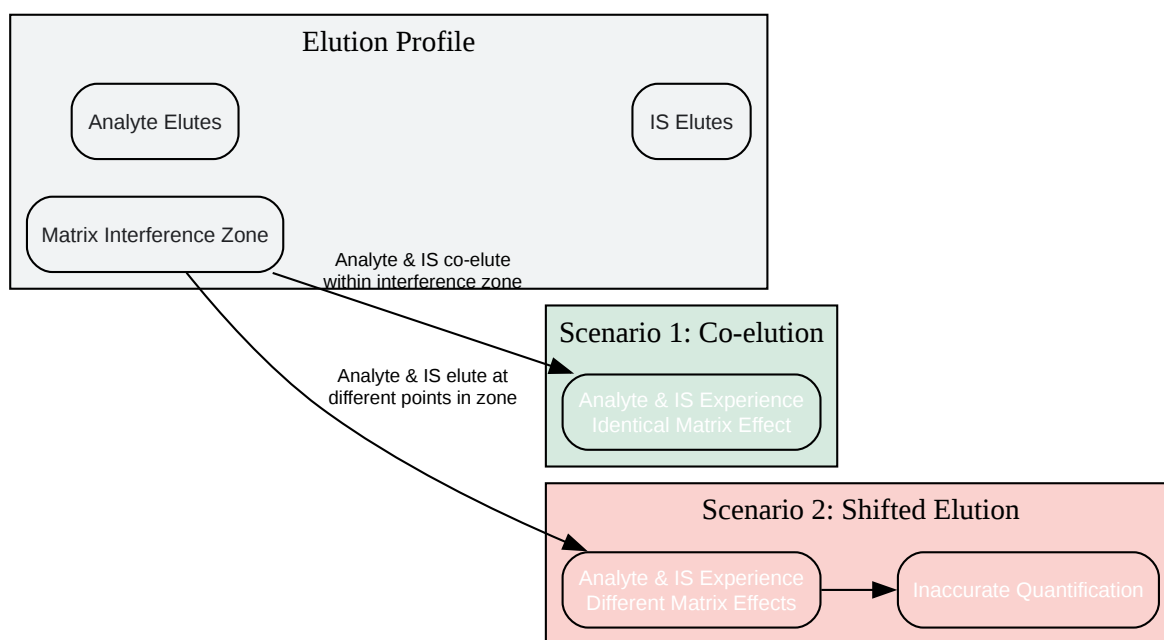 Elution Profile
Analyte Elutes
IS Elutes
Matrix Interference Zone
Analyte & IS co-elute
within interference zone
Analyte & IS elute at
different points in zone
Scenario 1: Co-elution
Analyte & IS Experience
Identical Matrix Effect
Scenario 2: Shifted Elution
Analyte & IS Experience
Different Matrix Effects
Inaccurate Quantification